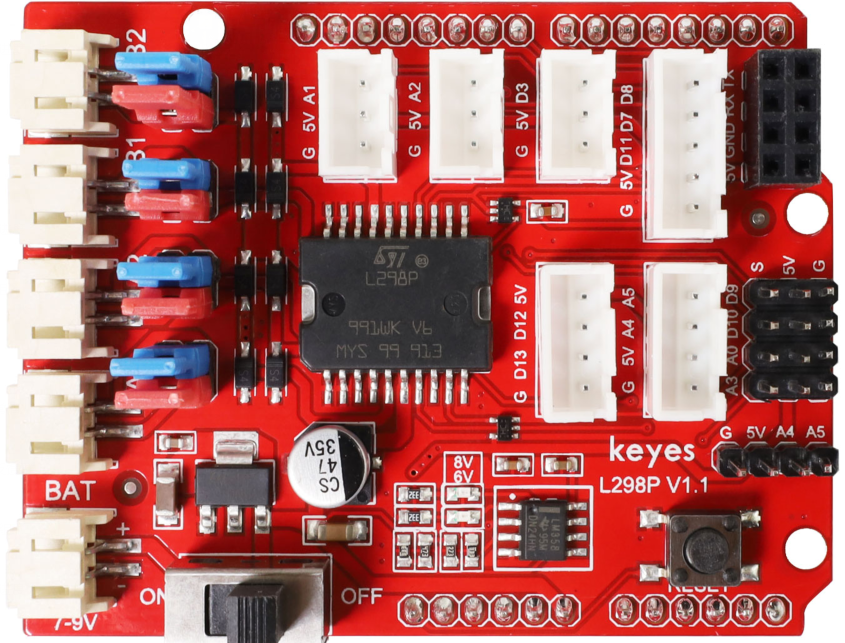 B2
G 5V A1
G 5V A2
G 5V D3
G 5V D11 D7 D8
5V GND RX TX
B1
ST
L298P
991WK V6
MYS 99 913
S 5V G
G D13 D12 5V
G 5V A4 A5
A3 A0 D10 D9
CS
47
35V
keyes
L298P V1.1
G 5V A4 A5
8V
6V
BAT
+
-
ON
OFF
7-9V
LM358
RESET